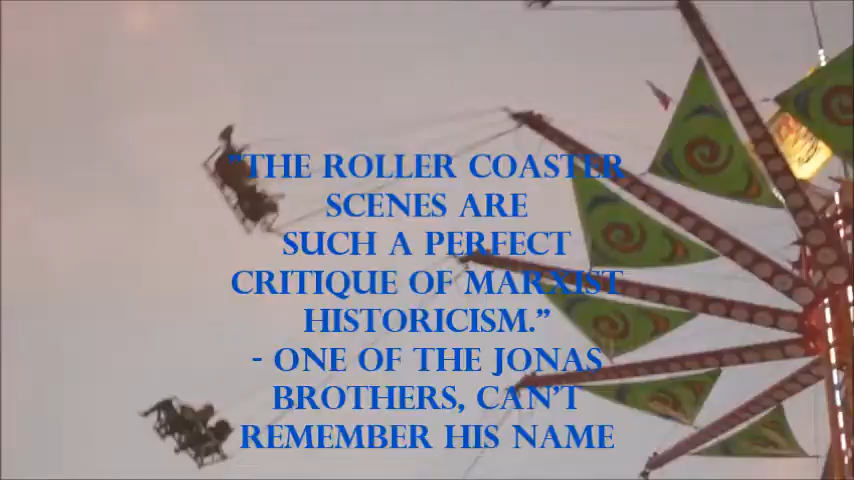 "THE ROLLER COASTER
SCENES ARE
SUCH A PERFECT
CRITIQUE OF MARXIST
HISTORICISM."
- ONE OF THE JONAS
BROTHERS, CAN'T
REMEMBER HIS NAME